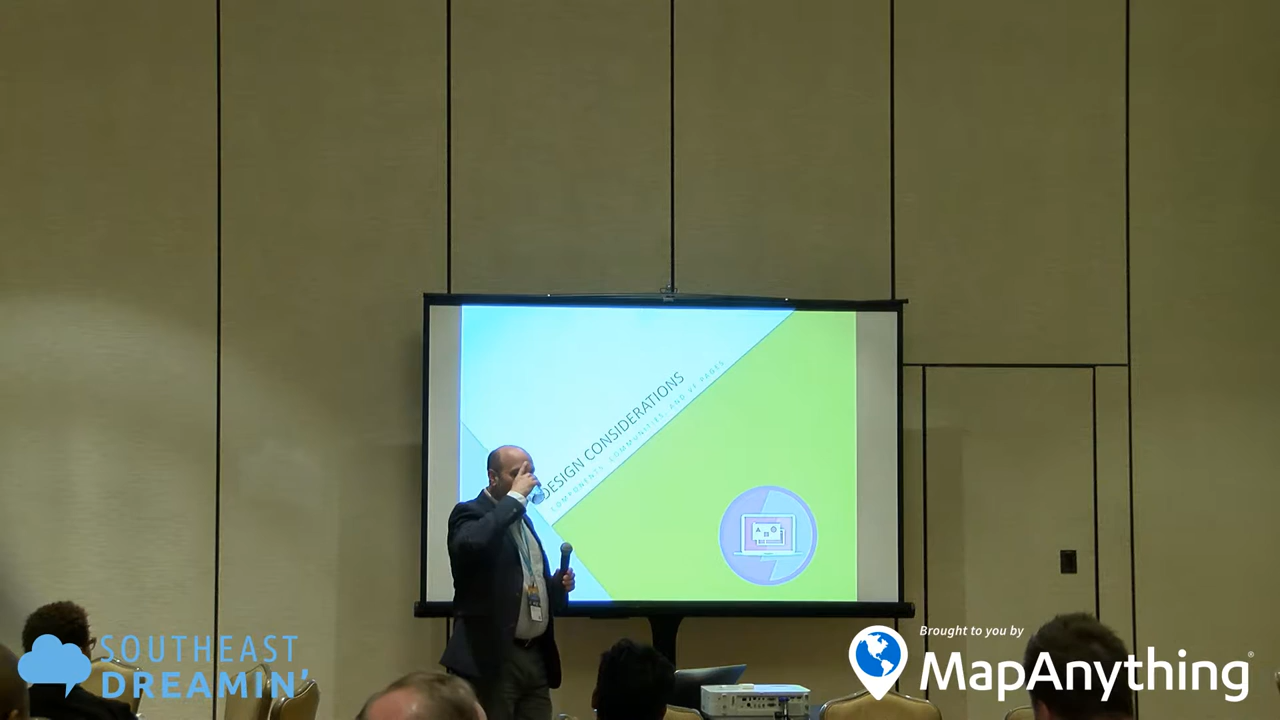 DESIGN CONSIDERATIONS
COMPONENTS, COMMUNITIES, AND VF PAGES
SOUTHEAST
DREAMIN'
Brought to you by
MapAnything®